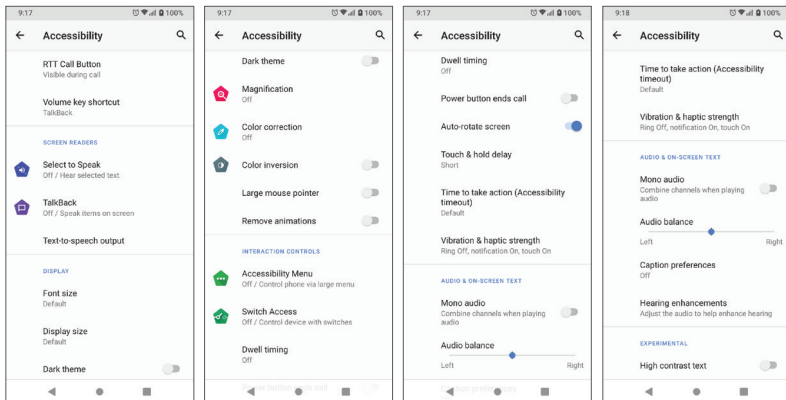 9:17
100%
Accessibility
RTT Call Button
Visible during call
Volume key shortcut
TalkBack
SCREEN READERS
Select to Speak
Off / Hear selected text
TalkBack
Off / Speak items on screen
Text-to-speech output
DISPLAY
Font size
Default
Display size
Default
Dark theme
9:17
100%
Accessibility
Dark theme
Magnification
Off
Color correction
Off
Color inversion
Large mouse pointer
Remove animations
INTERACTION CONTROLS
Accessibility Menu
Off / Control phone via large menu
Switch Access
Off / Control device with switches
Dwell timing
Off
Power button ends call
9:17
100%
Accessibility
Dwell timing
Off
Power button ends call
Auto-rotate screen
Touch & hold delay
Short
Time to take action (Accessibility
timeout)
Default
Vibration & haptic strength
Ring Off, notification On, touch On
AUDIO & ON-SCREEN TEXT
Mono audio
Combine channels when playing
audio
Audio balance
Left Right
Caption preferences
9:18
100%
Accessibility
Time to take action (Accessibility
timeout)
Default
Vibration & haptic strength
Ring Off, notification On, touch On
AUDIO & ON-SCREEN TEXT
Mono audio
Combine channels when playing
audio
Audio balance
Left Right
Caption preferences
Off
Hearing enhancements
Adjust the audio to help enhance hearing
EXPERIMENTAL
High contrast text